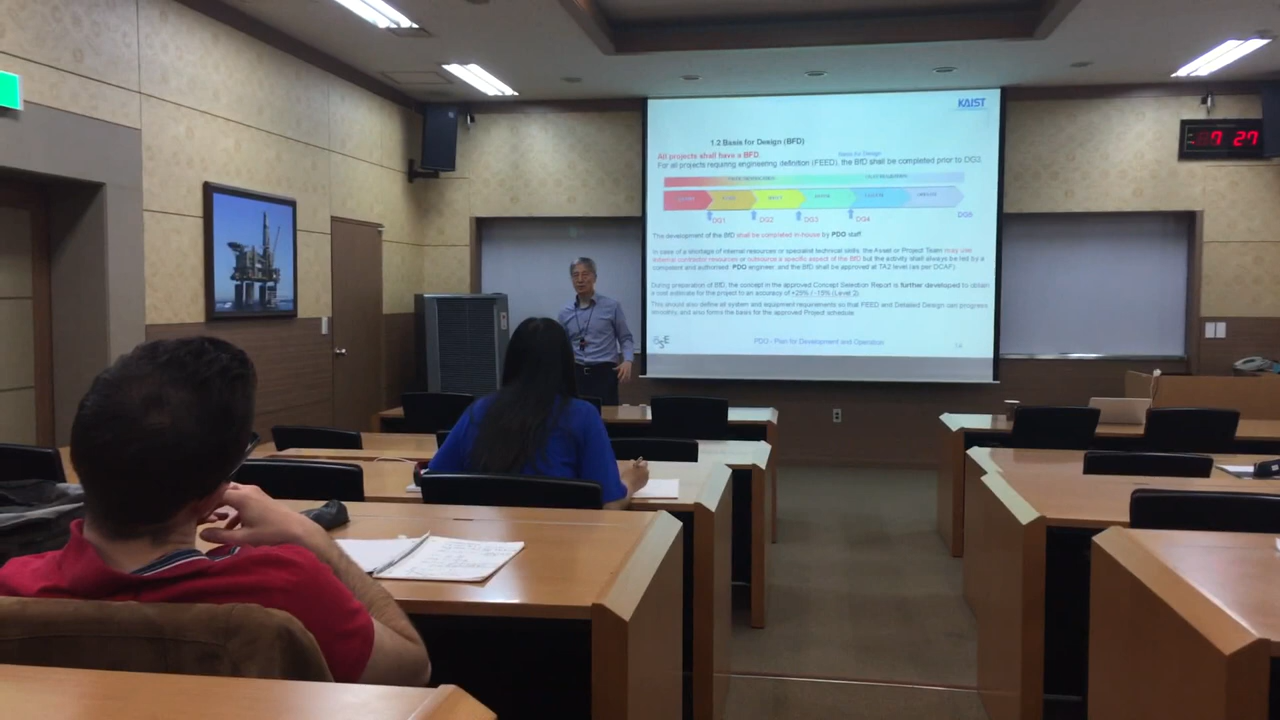 KAIST
7 27
1.2 Basis for Design (BFD)
All projects shall have a BFD.
Basis for Design
For all projects requiring engineering definition (FEED), the BfD shall be completed prior to DG3.
DG1
DG2
DG3
DG4
DG5
The development of the BfD shall be completed in-house by PDO staff.
In case of a shortage of internal resources or specialist technical skills, the Asset or Project Team may use
external contractor resources or outsource a specific aspect of the BfD but the activity shall always be led by a
competent and authorised PDO engineer, and the BfD shall be approved at TA2 level (as per DCAF).
During preparation of BfD, the concept in the approved Concept Selection Report is further developed to obtain
a cost estimate for the project to an accuracy of +25% / -15% (Level 2).
This should also define all system and equipment requirements so that FEED and Detailed Design can progress
smoothly, and also forms the basis for the approved Project schedule
PDO - Plan for Development and Operation
14